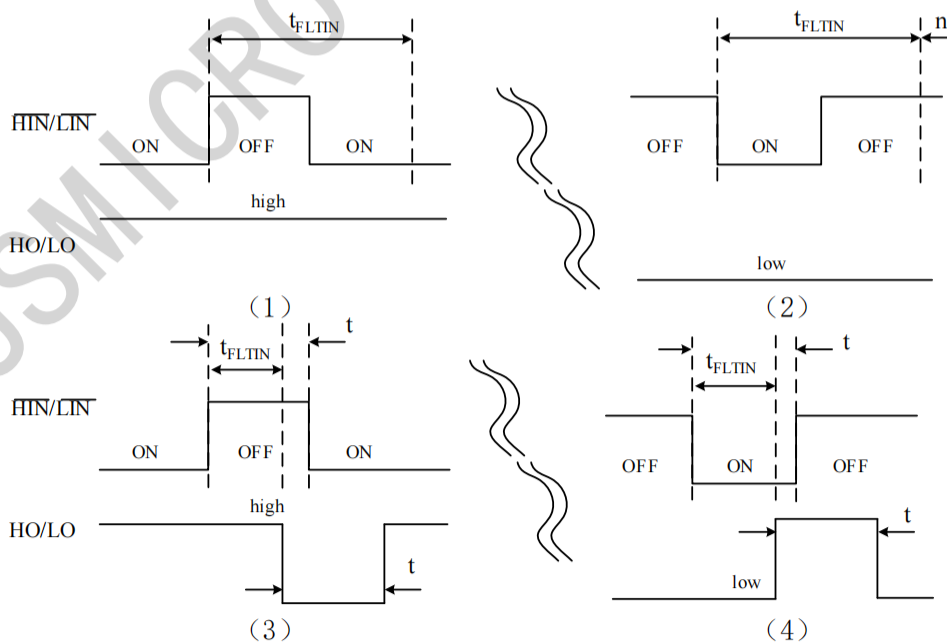 tFLTIN
tFLTIN
n
HIN/LIN
ON
OFF
ON
OFF
ON
OFF
high
HO/LO
low
(1)
(2)
t
tFLTIN
t
tFLTIN
HIN/LIN
ON
OFF
ON
OFF
ON
OFF
high
HO/LO
t
low
t
(3)
(4)
OSMICRO